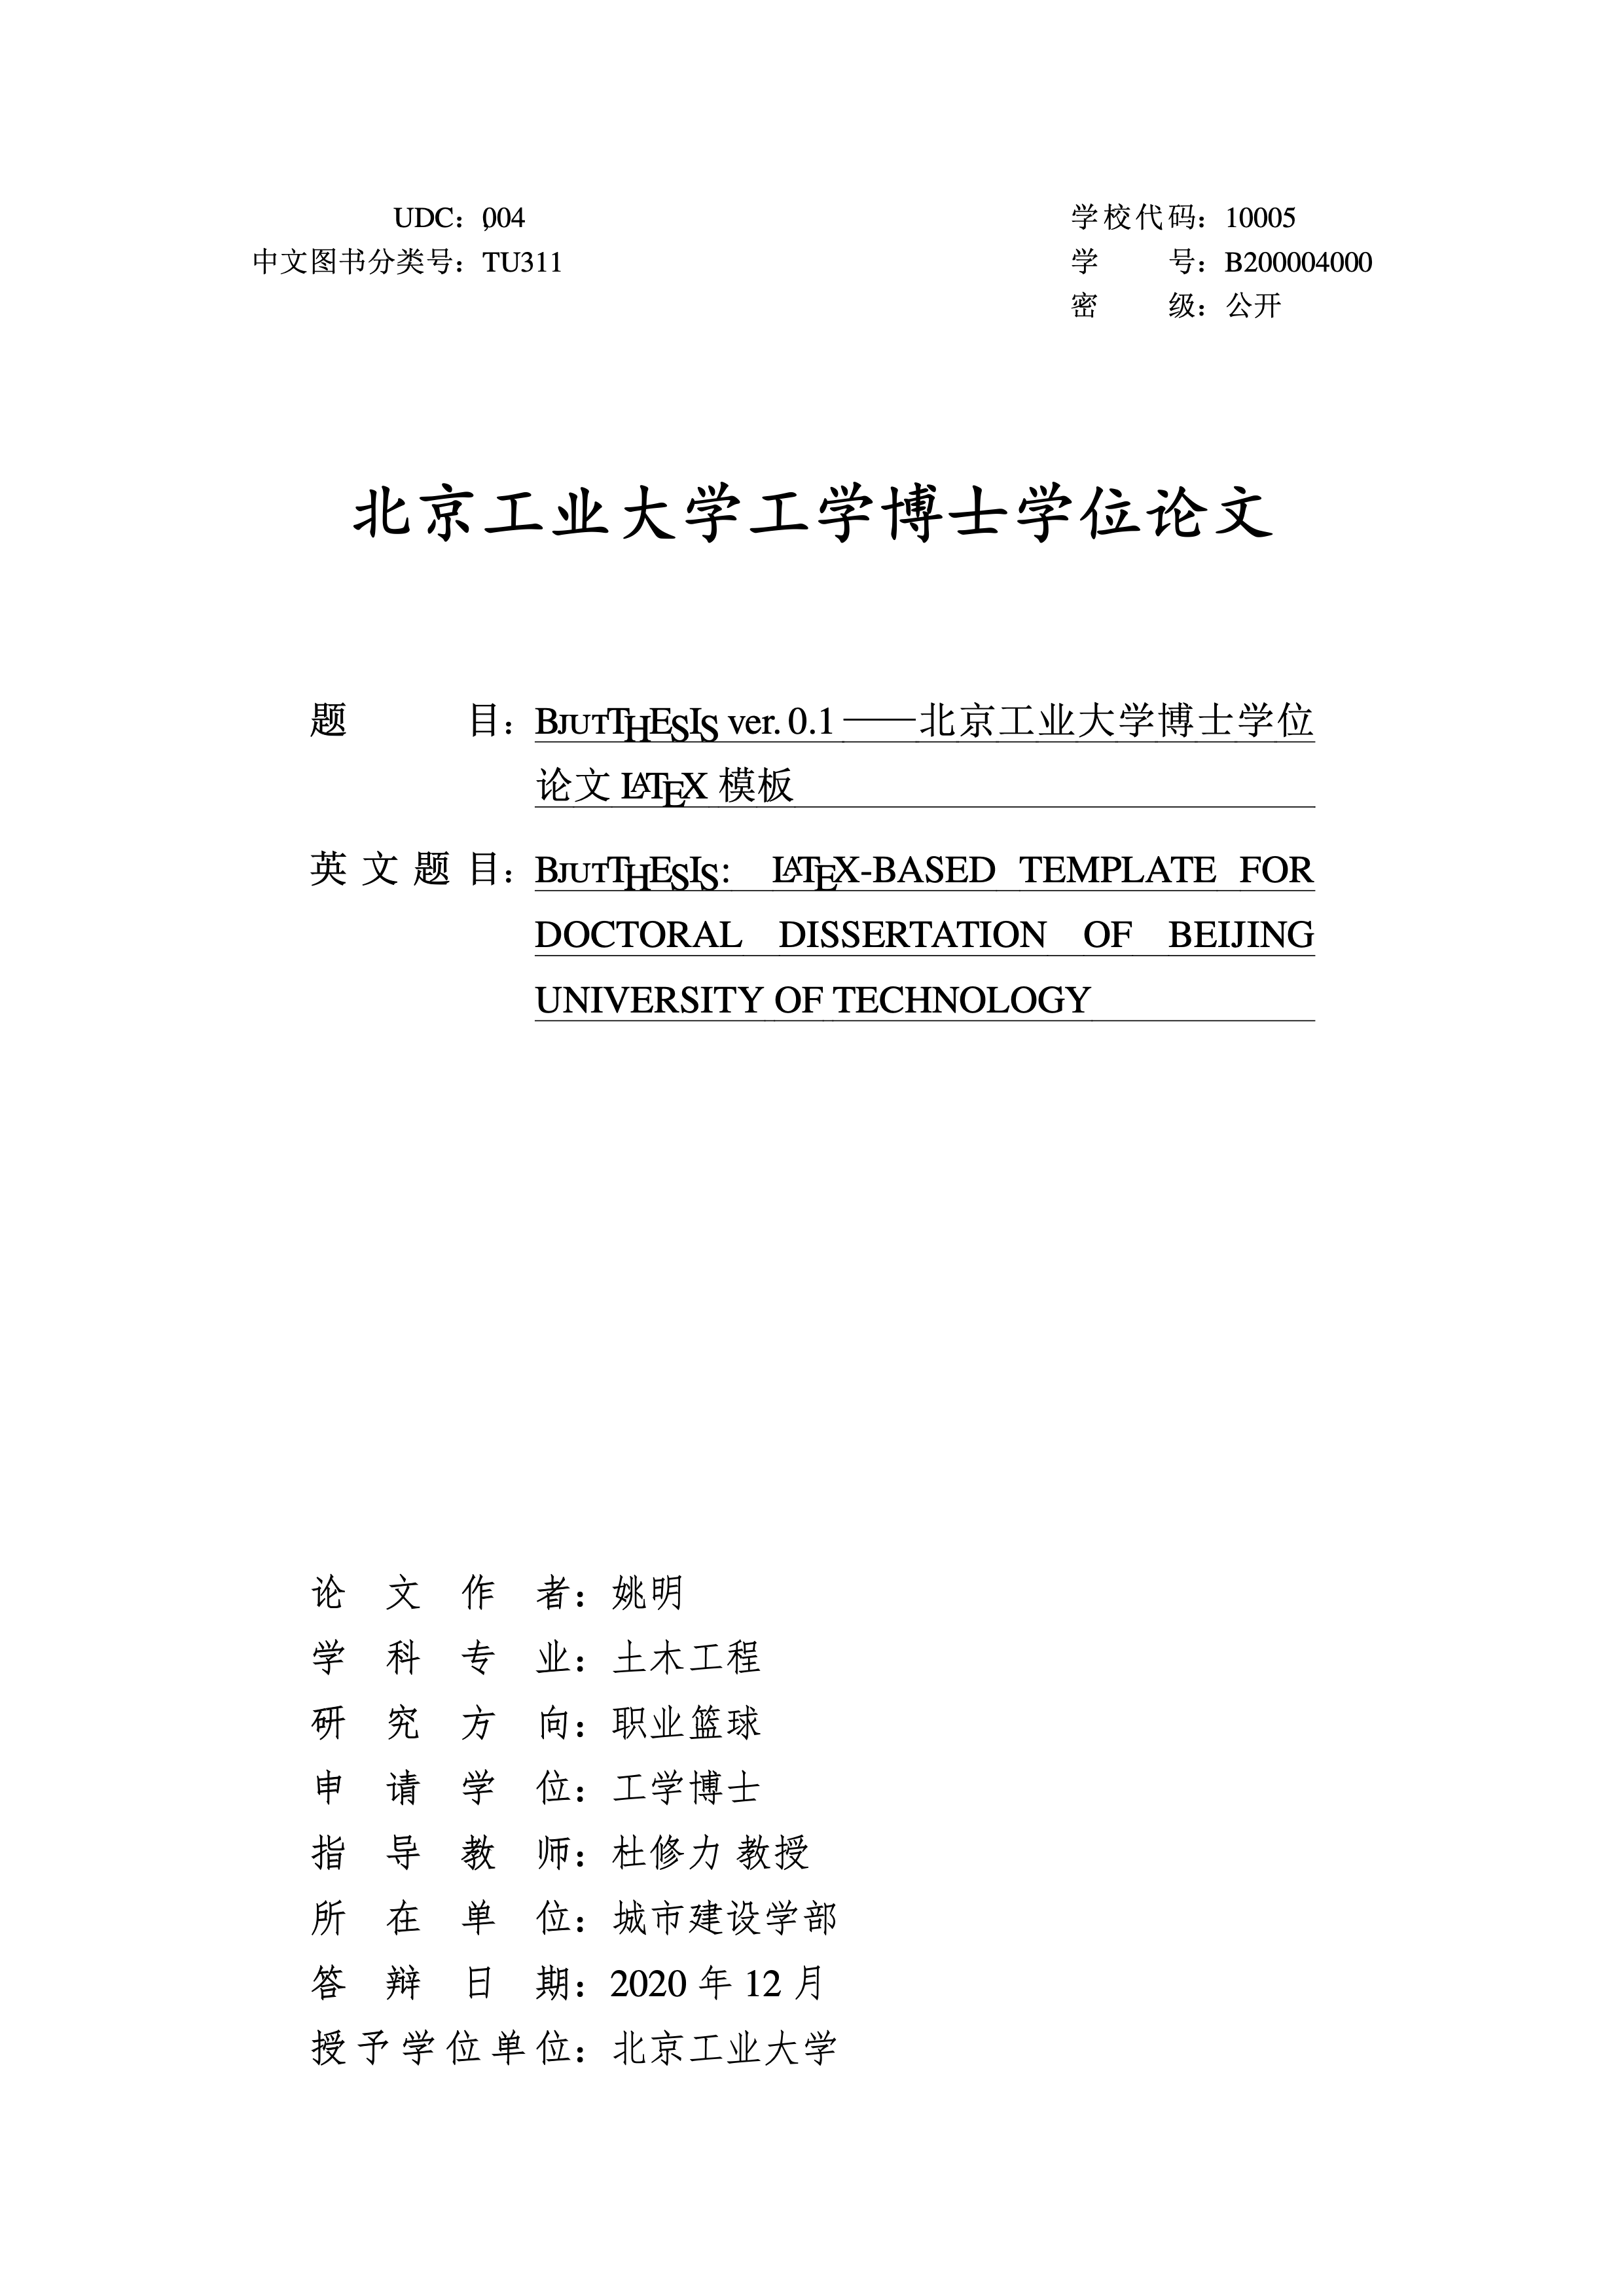 UDC：004
中文图书分类号：TU311
学校代码：10005
学 号：B200004000
密 级：公开
北京工业大学工学博士学位论文
题 目：BJUTTHESIS ver. 0.1 ——北京工业大学博士学位
论文 LATEX 模板
英文题目：BJUTTHESIS: LATEX-BASED TEMPLATE FOR
DOCTORAL DISSERTATION OF BEIJING
UNIVERSITY OF TECHNOLOGY
论文作者：姚明
学科专业：土木工程
研究方向：职业篮球
申请学位：工学博士
指导教师：杜修力 教授
所在单位：城市建设学部
答辩日期：2020 年 12 月
授予学位单位：北京工业大学